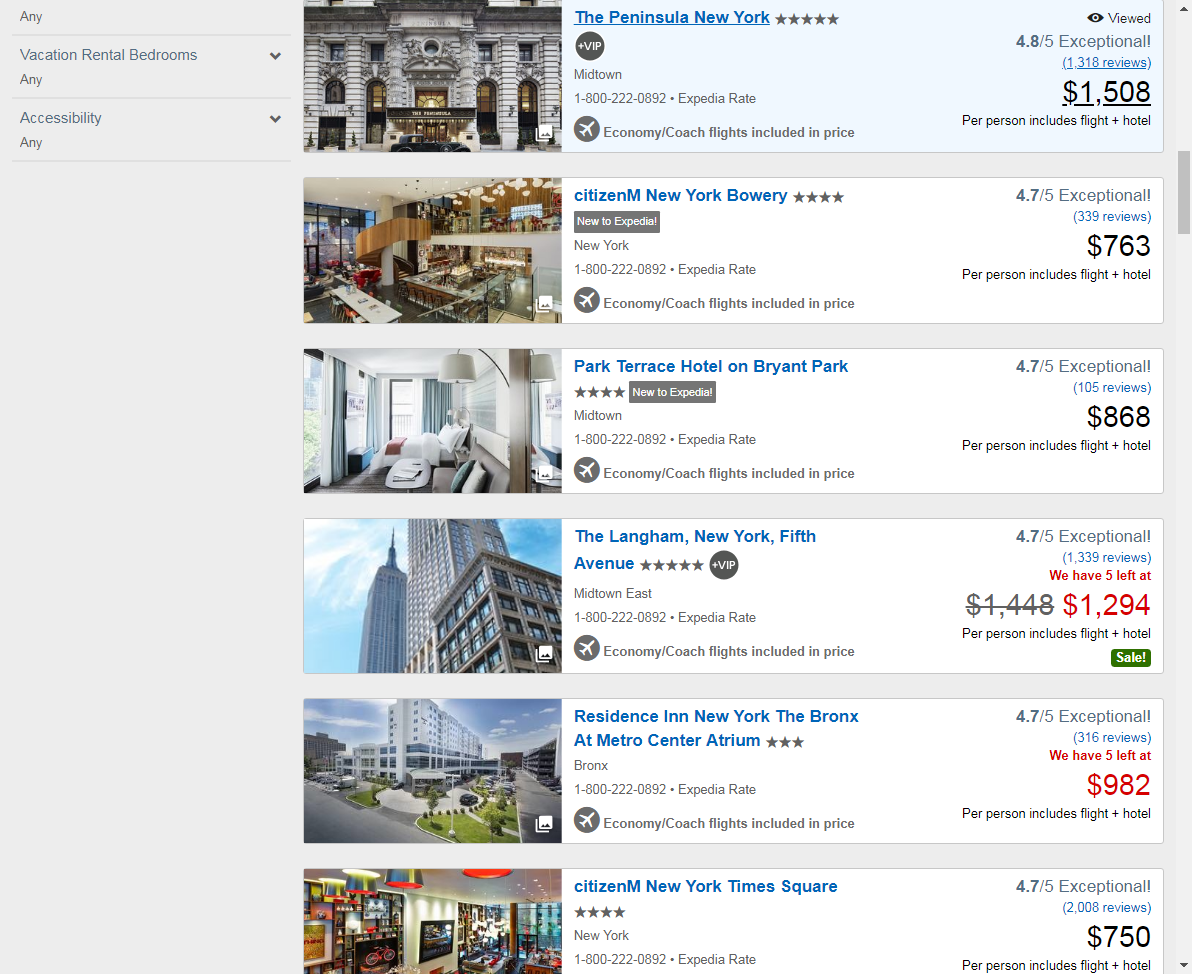 Any
Vacation Rental Bedrooms
Any
Accessibility
Any
THE PENINSULA
The Peninsula New York
+VIP
Midtown
1-800-222-0892 • Expedia Rate
Economy/Coach flights included in price
Viewed
4.8/5 Exceptional!
(1,318 reviews)
$1,508
Per person includes flight + hotel
citizenM New York Bowery
New to Expedia!
New York
1-800-222-0892 • Expedia Rate
Economy/Coach flights included in price
4.7/5 Exceptional!
(339 reviews)
$763
Per person includes flight + hotel
Park Terrace Hotel on Bryant Park
New to Expedia!
Midtown
1-800-222-0892 • Expedia Rate
Economy/Coach flights included in price
4.7/5 Exceptional!
(105 reviews)
$868
Per person includes flight + hotel
The Langham, New York, Fifth
Avenue +VIP
Midtown East
1-800-222-0892 • Expedia Rate
Economy/Coach flights included in price
4.7/5 Exceptional!
(1,339 reviews)
We have 5 left at
$1,448 $1,294
Per person includes flight + hotel
Sale!
Residence Inn New York The Bronx
At Metro Center Atrium
Bronx
1-800-222-0892 • Expedia Rate
Economy/Coach flights included in price
4.7/5 Exceptional!
(316 reviews)
We have 5 left at
$982
Per person includes flight + hotel
citizenM New York Times Square
New York
1-800-222-0892 • Expedia Rate
4.7/5 Exceptional!
(2,008 reviews)
$750
Per person includes flight + hotel